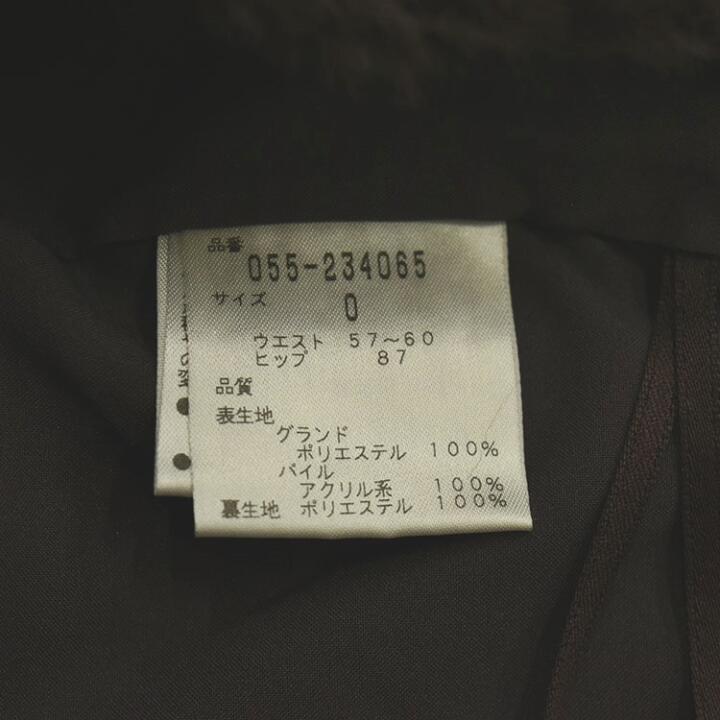 品番
055-234065
サイズ 0
ウエスト 57~60
ヒップ 87
品質
表生地
グランド
ポリエステル 100%
パイル
アクリル系 100%
裏生地 ポリエステル 100%